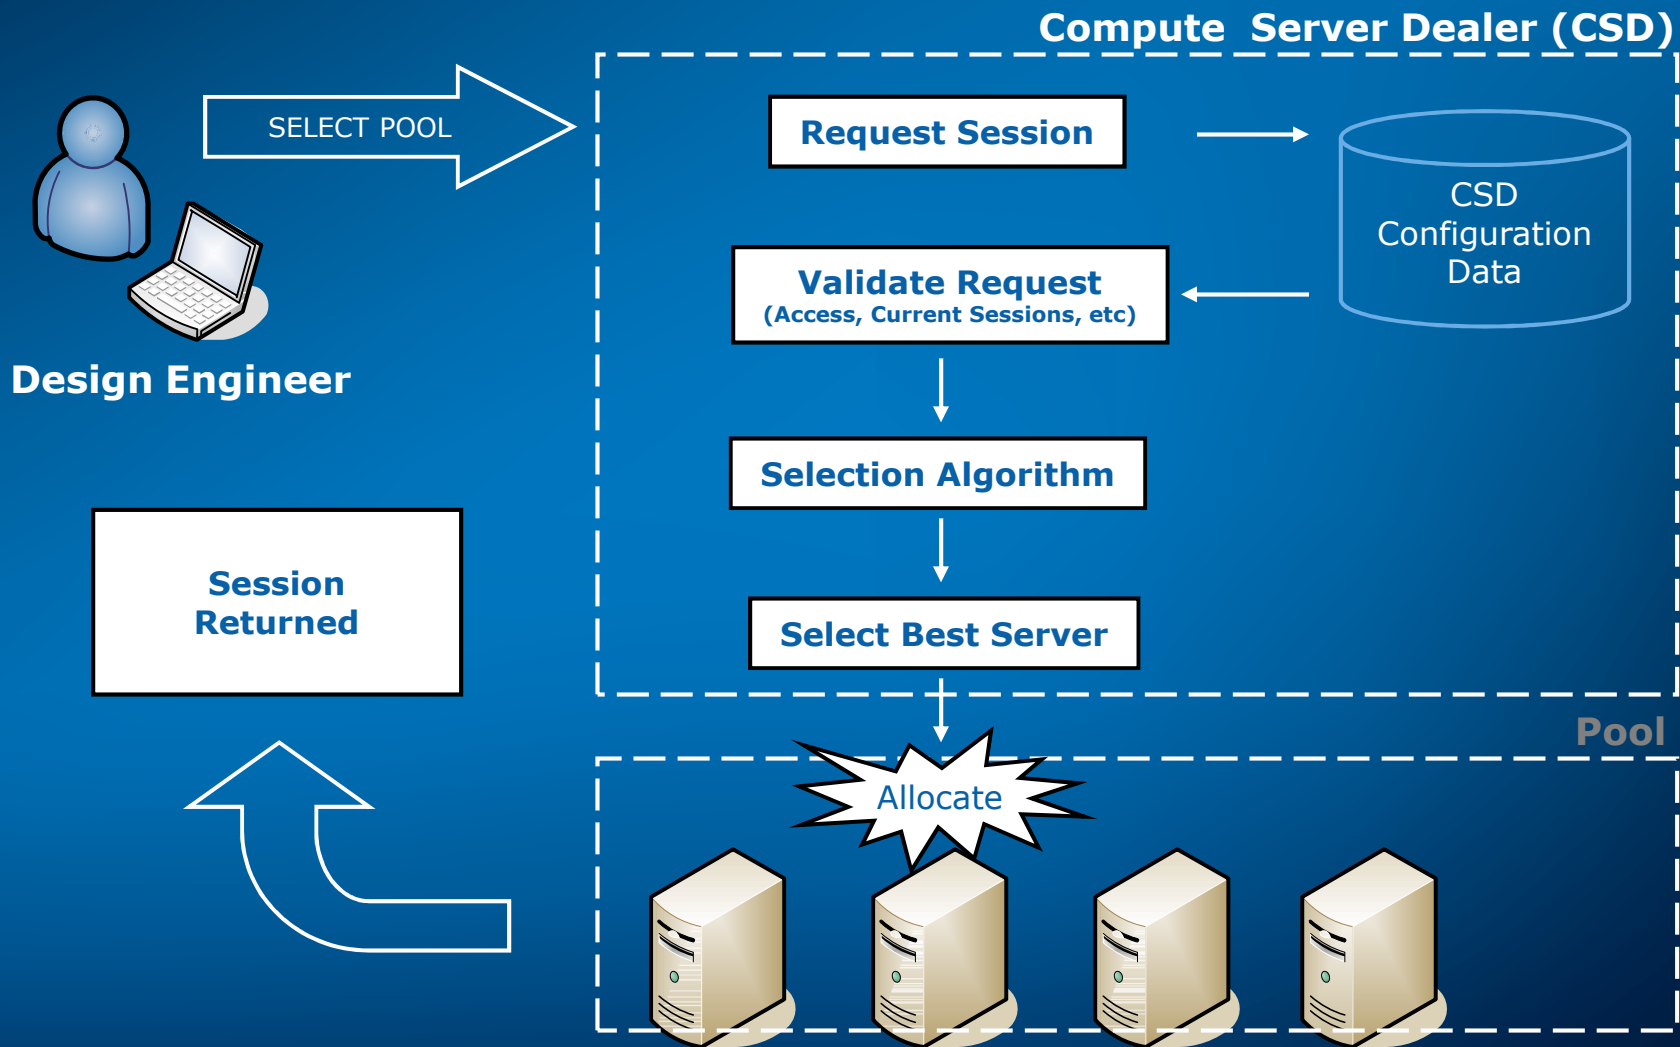 Compute Server Dealer (CSD)
SELECT POOL
Request Session
CSD
Configuration
Data
Validate Request
(Access, Current Sessions, etc)
Design Engineer
Selection Algorithm
Session
Returned
Select Best Server
Pool
Allocate